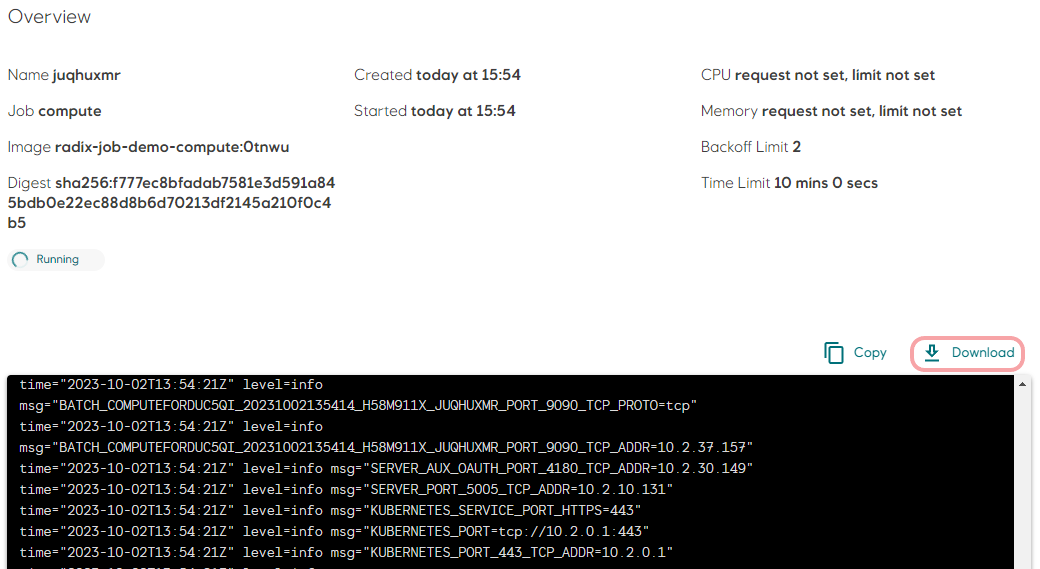 Overview
Name juqhuxmr
Created today at 15:54
CPU request not set, limit not set
Job compute
Started today at 15:54
Memory request not set, limit not set
Image radix-job-demo-compute:0tnwu
Backoff Limit 2
Digest sha256:f777ec8bfadab7581e3d591a84
5bdb0e22ec88d8b6d70213df2145a210f0c4
b5
Time Limit 10 mins 0 secs
Running
Copy
Download
time="2023-10-02T13:54:21Z" level=info
msg="BATCH_COMPUTEFORDUC5QI_20231002135414_H58M911X_JUQHUXMR_PORT_9090_TCP_PROTO=tcp"
time="2023-10-02T13:54:21Z" level=info
msg="BATCH_COMPUTEFORDUC5QI_20231002135414_H58M911X_JUQHUXMR_PORT_9090_TCP_ADDR=10.2.37.157"
time="2023-10-02T13:54:21Z" level=info msg="SERVER_AUX_OAUTH_PORT_4180_TCP_ADDR=10.2.30.149"
time="2023-10-02T13:54:21Z" level=info msg="SERVER_PORT_5005_TCP_ADDR=10.2.10.131"
time="2023-10-02T13:54:21Z" level=info msg="KUBERNETES_SERVICE_PORT_HTTPS=443"
time="2023-10-02T13:54:21Z" level=info msg="KUBERNETES_PORT=tcp://10.2.0.1:443"
time="2023-10-02T13:54:21Z" level=info msg="KUBERNETES_PORT_443_TCP_ADDR=10.2.0.1"